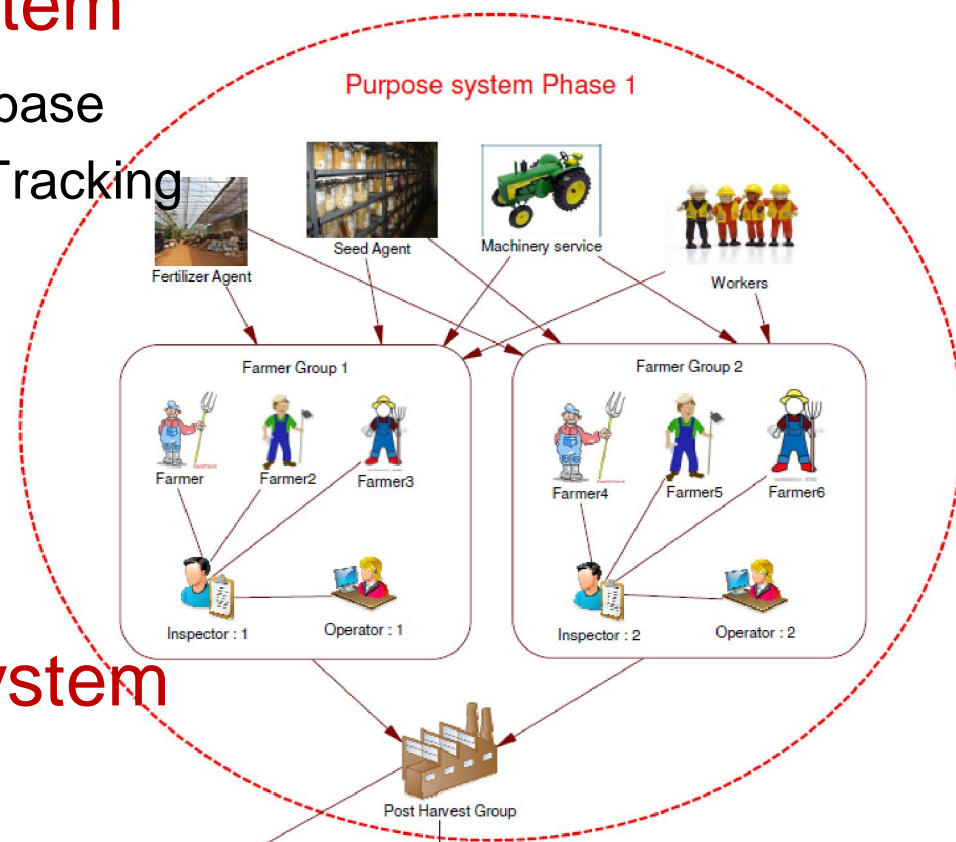 stem
Purpose system Phase 1
base
Tracking
Fertilizer Agent
Seed Agent
Machinery service
Workers
Farmer Group 1
Farmer
Farmer2
Farmer3
Inspector : 1
Operator : 1
Farmer Group 2
Farmer4
Farmer5
Farmer6
Inspector : 2
Operator : 2
ystem
Post Harvest Group